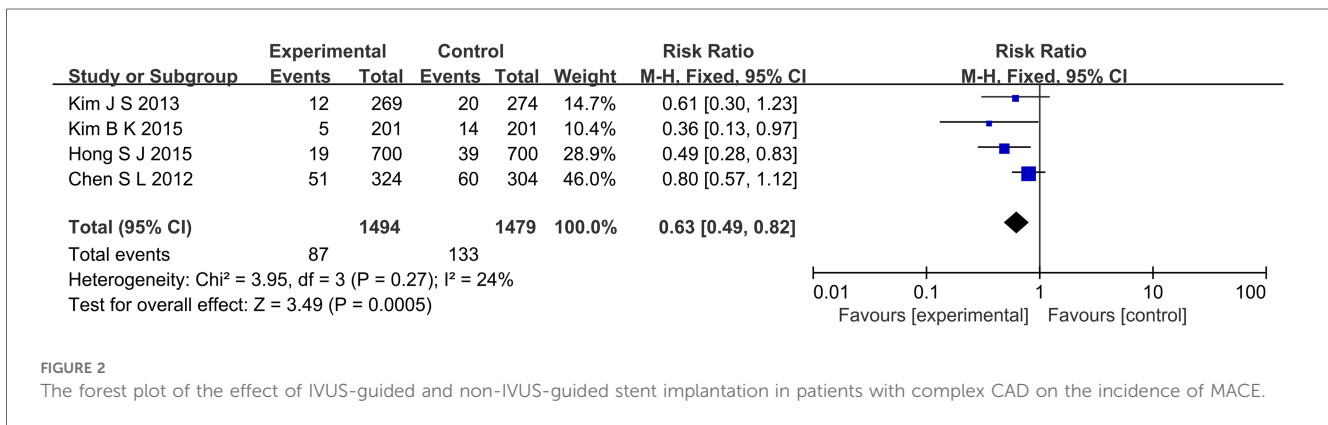 Experimental Control Risk Ratio Risk Ratio
Study or Subgroup Events Total Events Total Weight M-H, Fixed, 95% CI M-H, Fixed, 95% CI
Kim J S 2013 12 269 20 274 14.7% 0.61 [0.30, 1.23]
Kim B K 2015 5 201 14 201 10.4% 0.36 [0.13, 0.97]
Hong S J 2015 19 700 39 700 28.9% 0.49 [0.28, 0.83]
Chen S L 2012 51 324 60 304 46.0% 0.80 [0.57, 1.12]
Total (95% CI) 1494 1479 100.0% 0.63 [0.49, 0.82]
Total events 87 133
Heterogeneity: Chi² = 3.95, df = 3 (P = 0.27); I² = 24%
Test for overall effect: Z = 3.49 (P = 0.0005)
0.01 0.1 1 10 100
Favours [experimental] Favours [control]
FIGURE 2
The forest plot of the effect of IVUS-guided and non-IVUS-guided stent implantation in patients with complex CAD on the incidence of MACE.